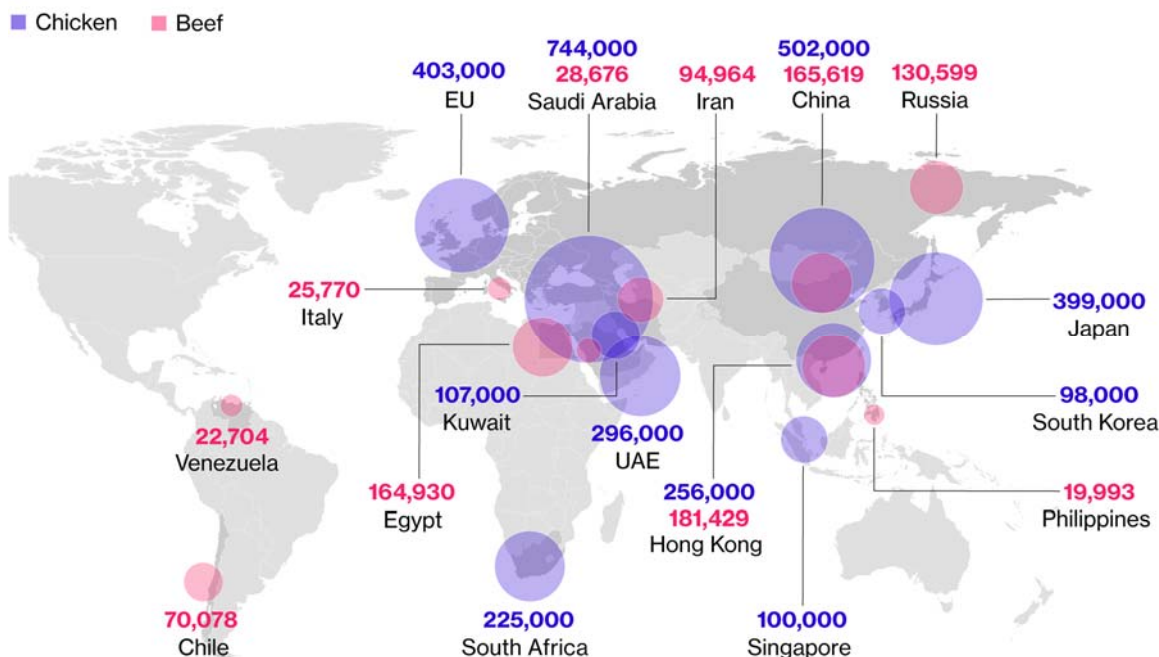 Chicken Beef
403,000
EU
744,000
28,676
Saudi Arabia
94,964
Iran
502,000
165,619
China
130,599
Russia
25,770
Italy
399,000
Japan
107,000
Kuwait
98,000
South Korea
22,704
Venezuela
296,000
UAE
164,930
Egypt
256,000
181,429
Hong Kong
19,993
Philippines
70,078
Chile
225,000
South Africa
100,000
Singapore